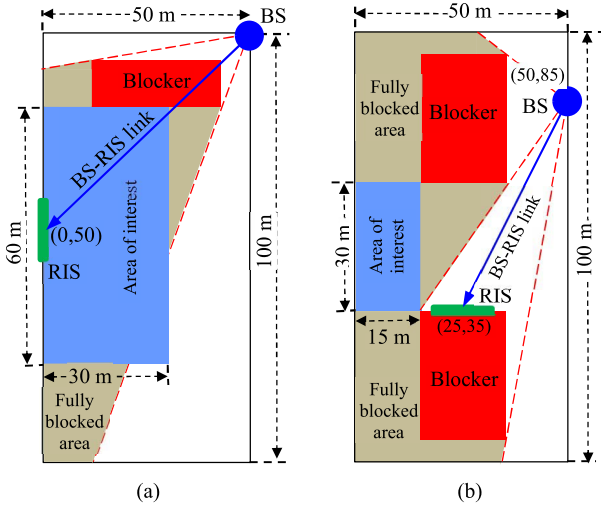 50 m
BS
Blocker
BS-RIS link
60 m
Area of interest
(0,50)
RIS
100 m
30 m
Fully
blocked
area
(a)
50 m
Fully
blocked
area
Blocker
(50,85)
BS
30 m
Area of
interest
BS-RIS link
100 m
RIS
(25,35)
15 m
Fully
blocked
area
Blocker
(b)